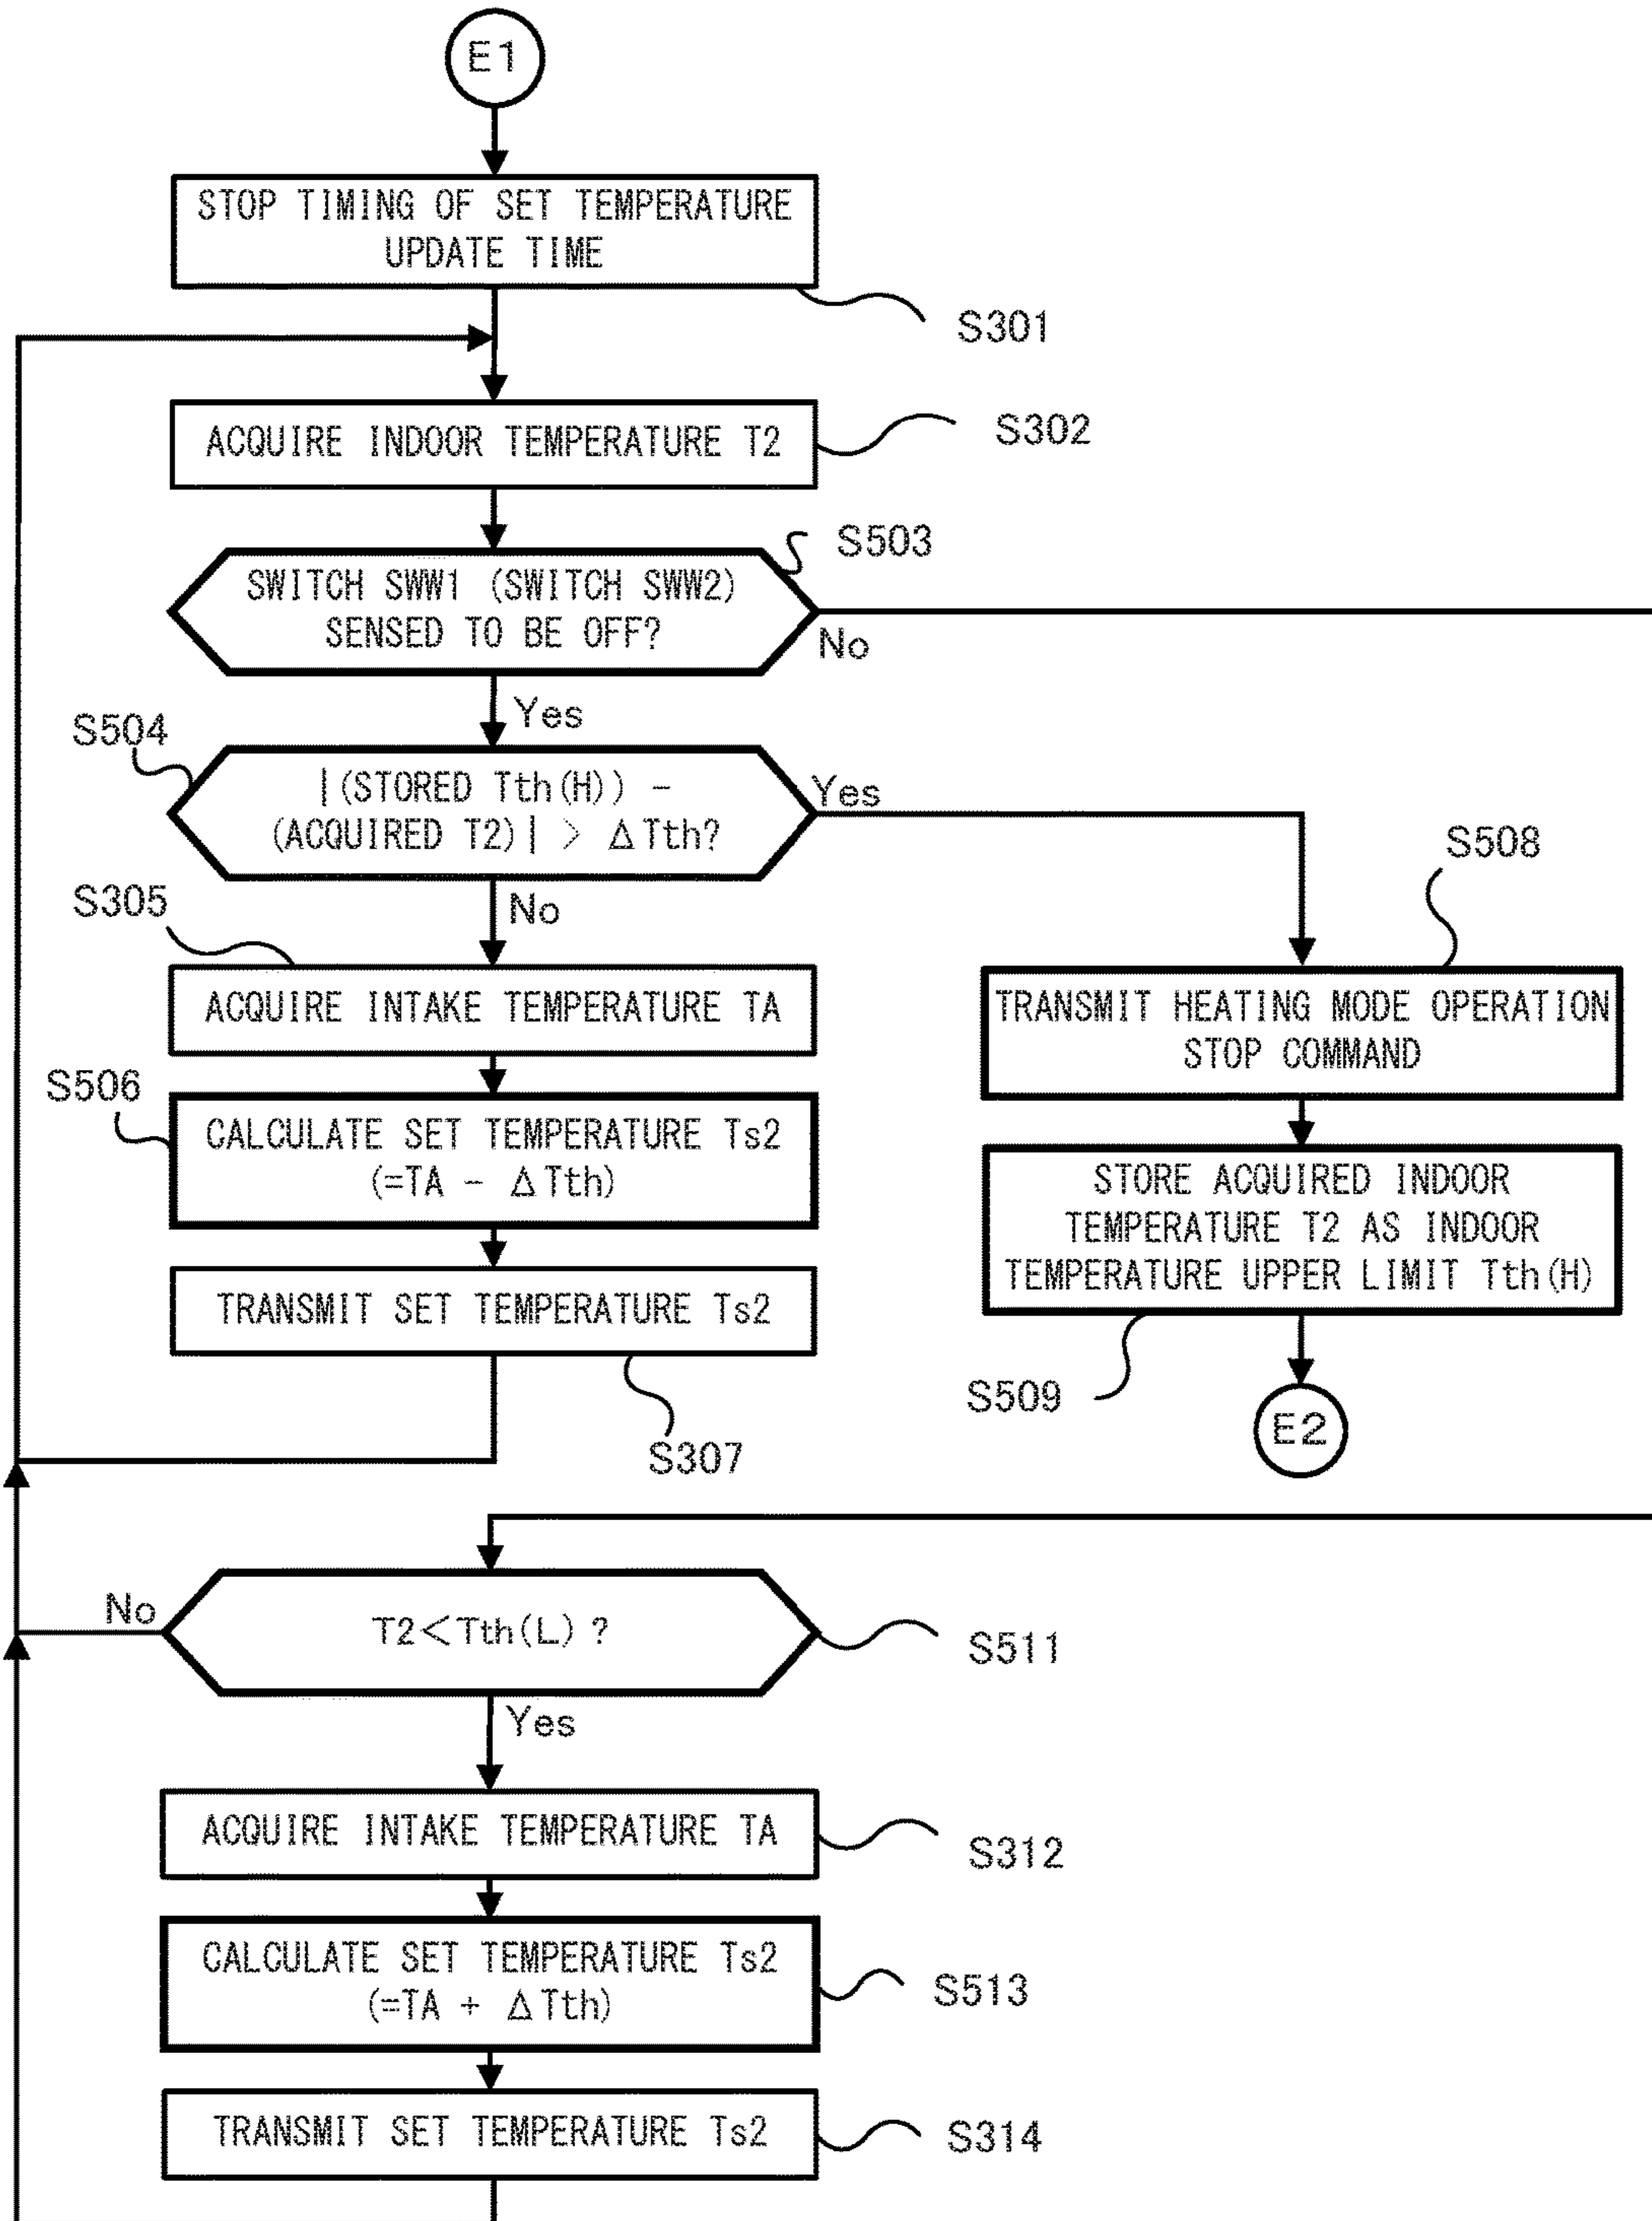 E1
STOP TIMING OF SET TEMPERATURE
UPDATE TIME
S301
ACQUIRE INDOOR TEMPERATURE T2
S302
S503
SWITCH SWW1 (SWITCH SWW2)
SENSED TO BE OFF?
No
Yes
S504
|(STORED Tth(H)) -
(ACQUIRED T2)| > ΔTth?
Yes
No
S305
ACQUIRE INTAKE TEMPERATURE TA
S506
CALCULATE SET TEMPERATURE Ts2
(=TA - ΔTth)
TRANSMIT SET TEMPERATURE Ts2
S307
S508
TRANSMIT HEATING MODE OPERATION
STOP COMMAND
STORE ACQUIRED INDOOR
TEMPERATURE T2 AS INDOOR
TEMPERATURE UPPER LIMIT Tth(H)
S509
E2
No
T2<Tth(L) ?
S511
Yes
ACQUIRE INTAKE TEMPERATURE TA
S312
CALCULATE SET TEMPERATURE Ts2
(=TA + ΔTth)
S513
TRANSMIT SET TEMPERATURE Ts2
S314